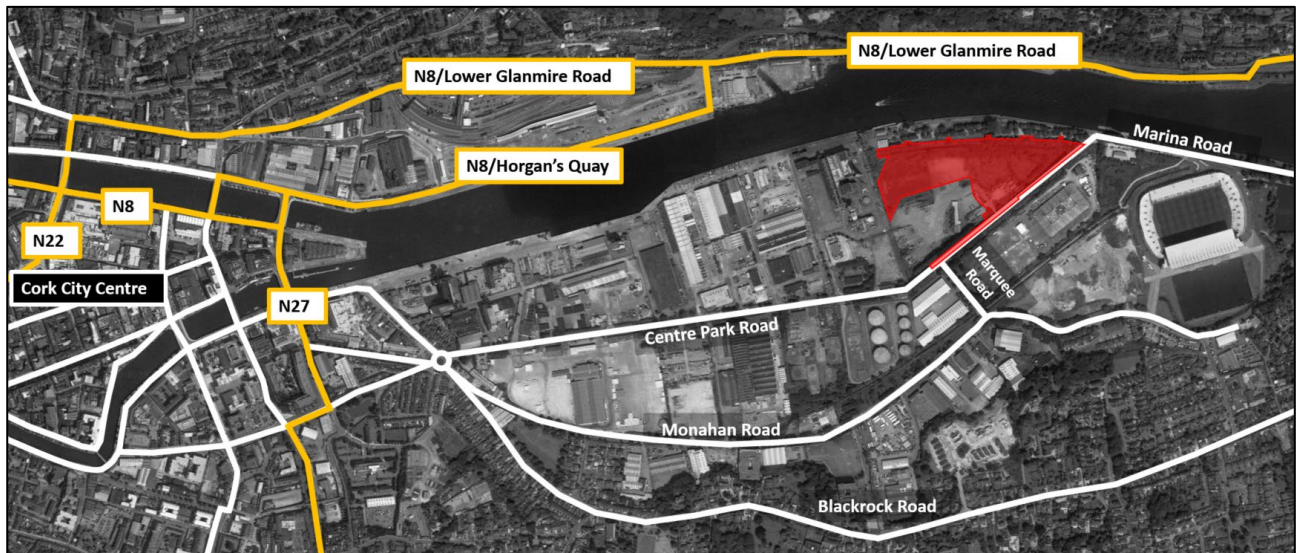 N8/Lower Glanmire Road
N8/Lower Glanmire Road
Marina Road
N8/Horgan's Quay
N8
N22
Cork City Centre
N27
Marquee
Road
Centre Park Road
Monahan Road
Blackrock Road